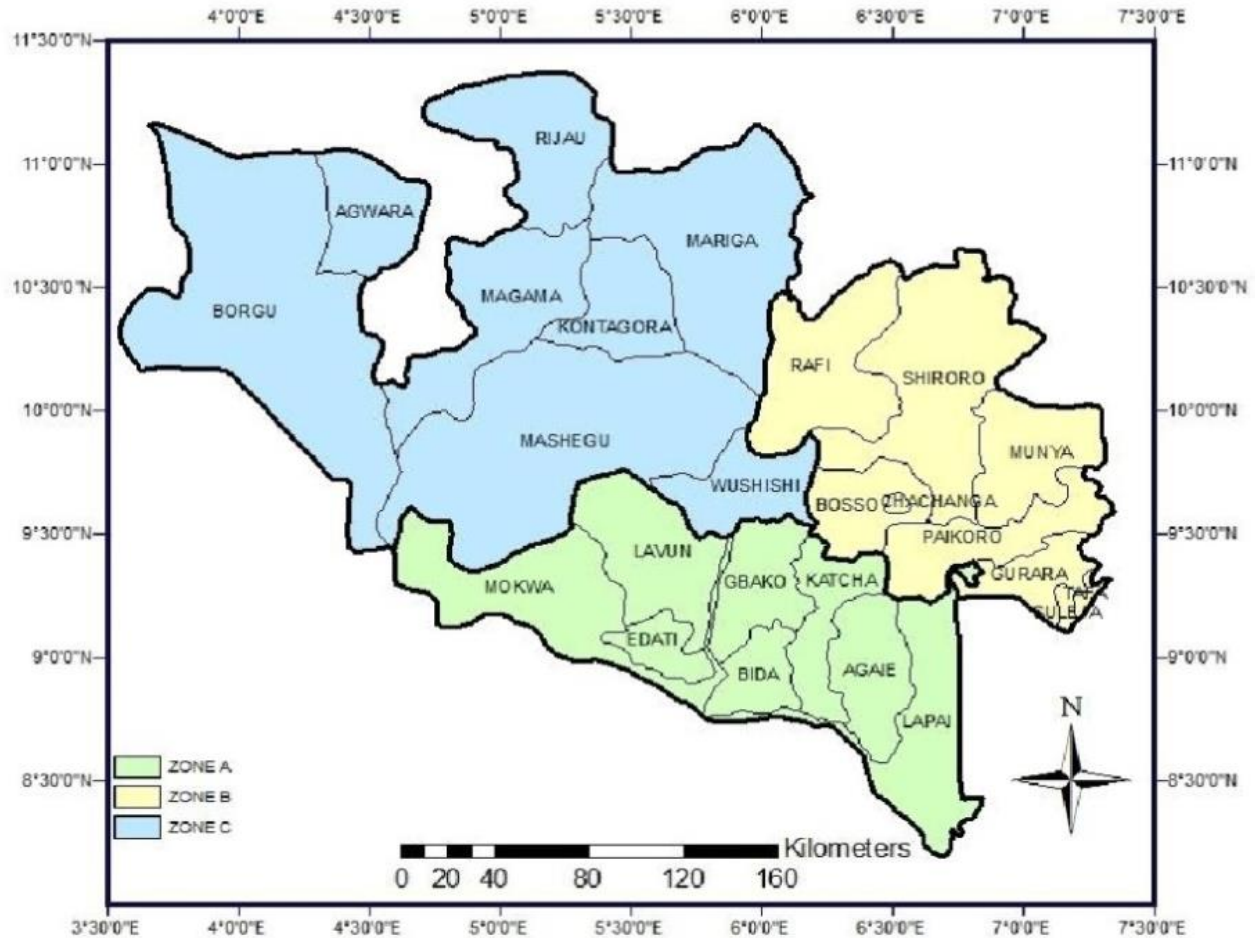 4°0'0"E 4°30'0"E 5°0'0"E 5°30'0"E 6°0'0"E 6°30'0"E 7°0'0"E 7°30'0"E
11°30'0"N
11°0'0"N 11°0'0"N
10°30'0"N 10°30'0"N
10°0'0"N 10°0'0"N
9°30'0"N 9°30'0"N
9°0'0"N 9°0'0"N
8°30'0"N 8°30'0"N
RIJAU
AGWARA
MARIGA
MAGAMA
BORGU
KONTAGORA
RAFI
SHIRORO
MASHEGU
MUNYA
WUSHISHI
BOSSO
CHACHANGA
PAIKORO
LAVUN
GBAKO
KATCHA
GURARA
MOKWA
EDATI
BIDA
AGAIE
LAPAI
N
ZONE A
ZONE B
ZONE C
Kilometers
0 20 40 80 120 160
3°30'0"E 4°0'0"E 4°30'0"E 5°0'0"E 5°30'0"E 6°0'0"E 6°30'0"E 7°0'0"E 7°30'0"E